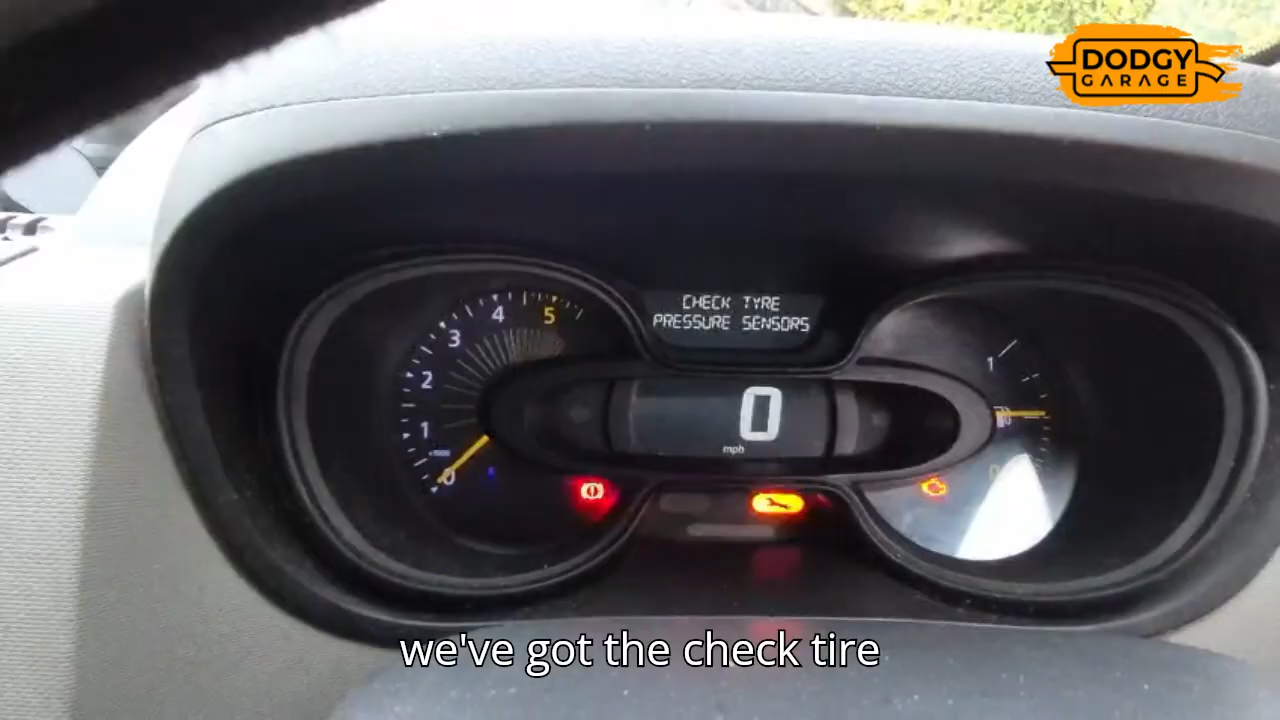 DODGY
GARAGE
CHECK TYRE
PRESSURE SENSORS
5
4
3
2
1
0
0
mph
1
0
we've got the check tire